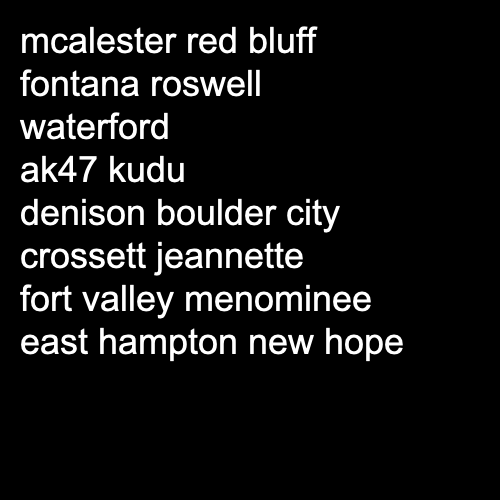 mcalester red bluff
fontana roswell
waterford
ak47 kudu
denison boulder city
crossett jeannette
fort valley menominee
east hampton new hope